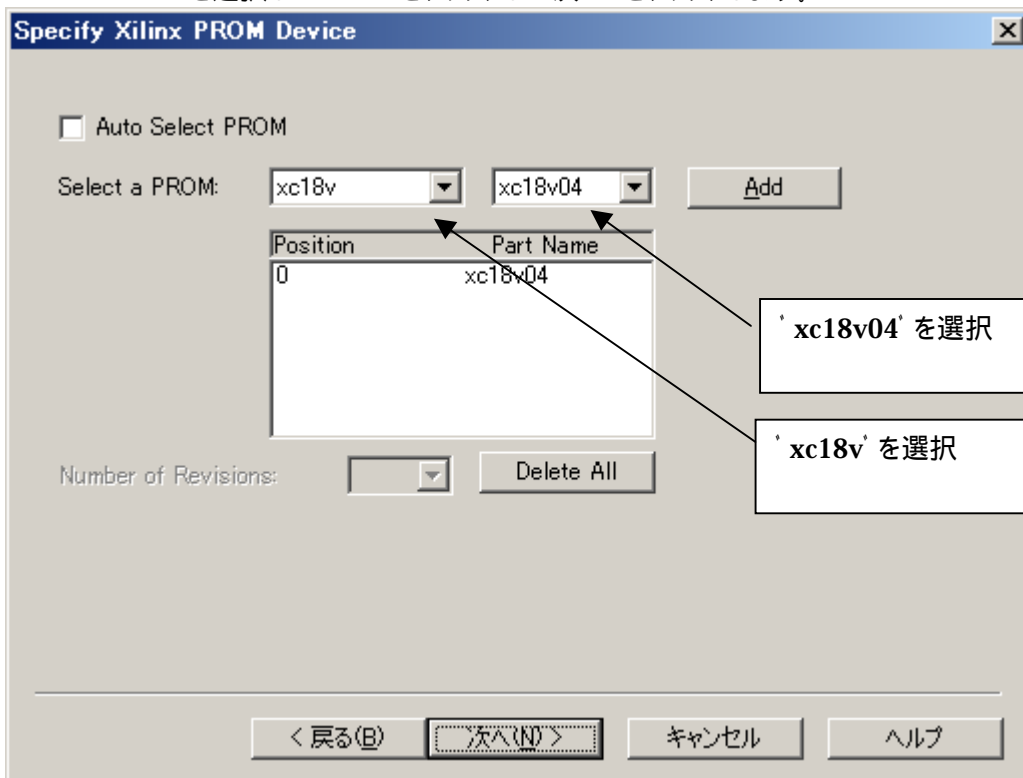 Specify Xilinx PROM Device
Auto Select PROM
Select a PROM: xc18v xc18v04 Add
Position Part Name
0 xc18v04
'xc18v04' を選択
'xc18v' を選択
Number of Revisions: Delete All
< 戻る(B) 次へ(N) > キャンセル ヘルプ